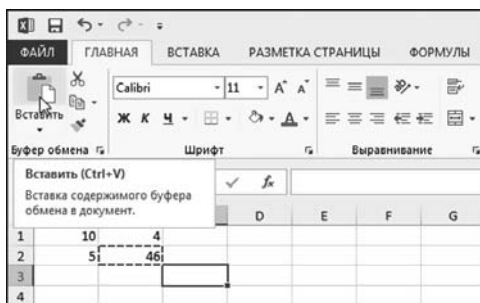 ФАЙЛ ГЛАВНАЯ ВСТАВКА РАЗМЕТКА СТРАНИЦЫ ФОРМУЛЫ
Calibri 11 A A
Вставить
Ж К Ч A
Буфер обмена Шрифт Выравнивание
Вставить (Ctrl+V)
Вставка содержимого буфера
обмена в документ.
fx
D E F G
1 10 4
2 5 46
3
4